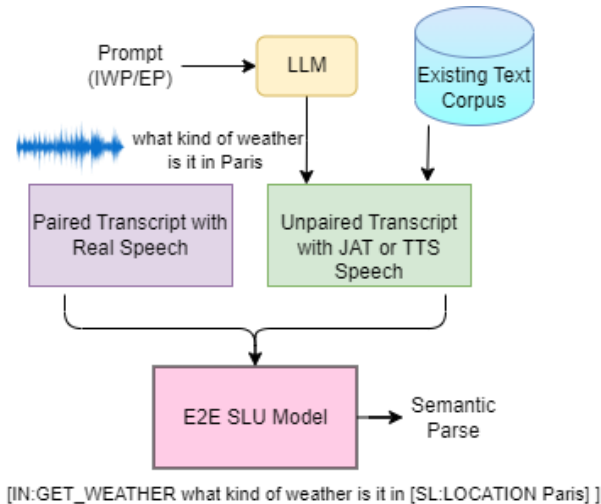 Prompt
(IWP/EP)
LLM
Existing Text
Corpus
what kind of weather
is it in Paris
Paired Transcript with
Real Speech
Unpaired Transcript
with JAT or TTS
Speech
E2E SLU Model
Semantic
Parse
[IN:GET_WEATHER what kind of weather is it in [SL:LOCATION Paris] ]